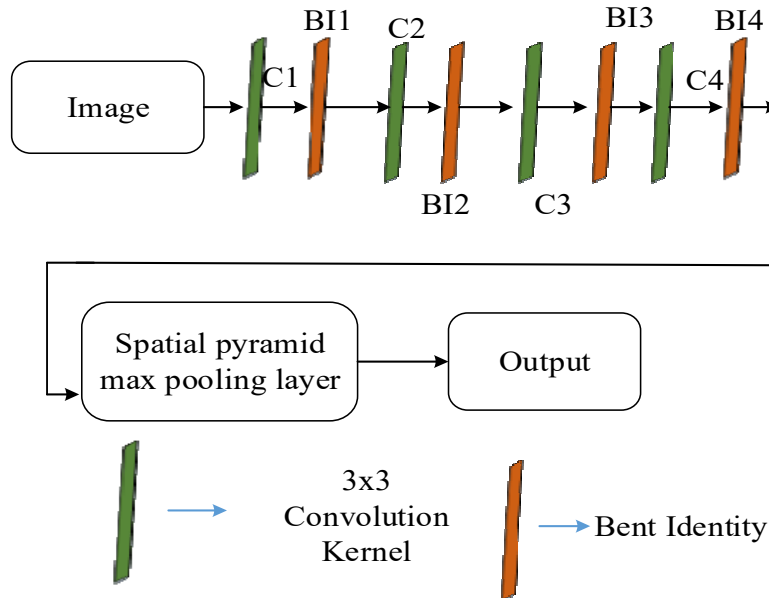 Image
C1
BI1
C2
BI2
C3
BI3
C4
BI4
Spatial pyramid
max pooling layer
Output
3x3
Convolution
Kernel
Bent Identity